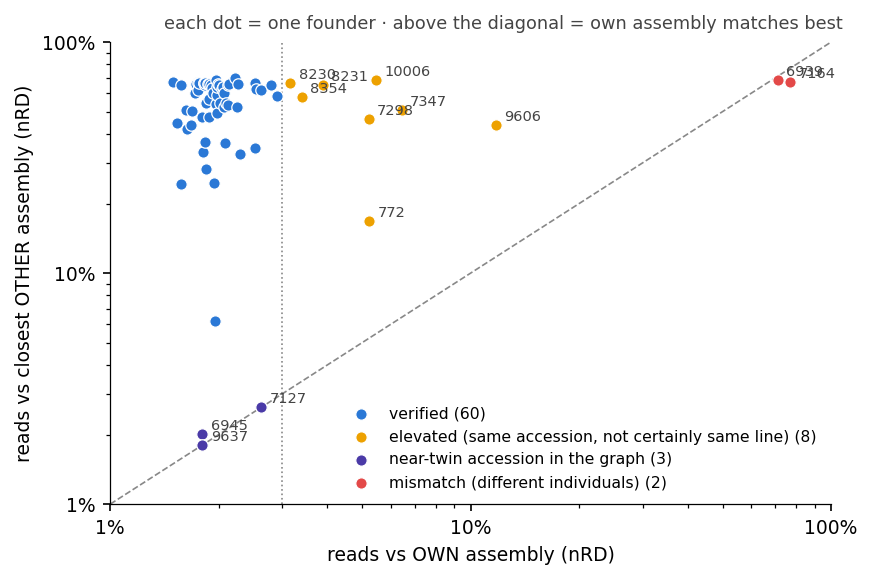 each dot = one founder · above the diagonal = own assembly matches best
100%
10%
1%
reads vs closest OTHER assembly (nRD)
8230
8231
10006
8354
7298
7347
9606
772
6939
7164
7127
6945
9637
verified (60)
elevated (same accession, not certainly same line) (8)
near-twin accession in the graph (3)
mismatch (different individuals) (2)
1%
10%
100%
reads vs OWN assembly (nRD)